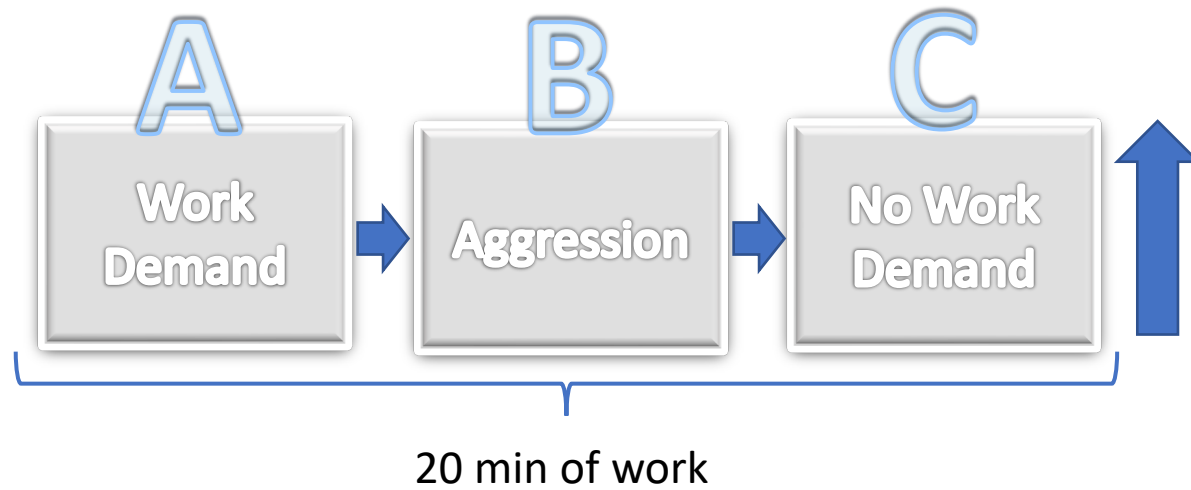 A
B
C
Work
Demand
Aggression
No Work
Demand
20 min of work